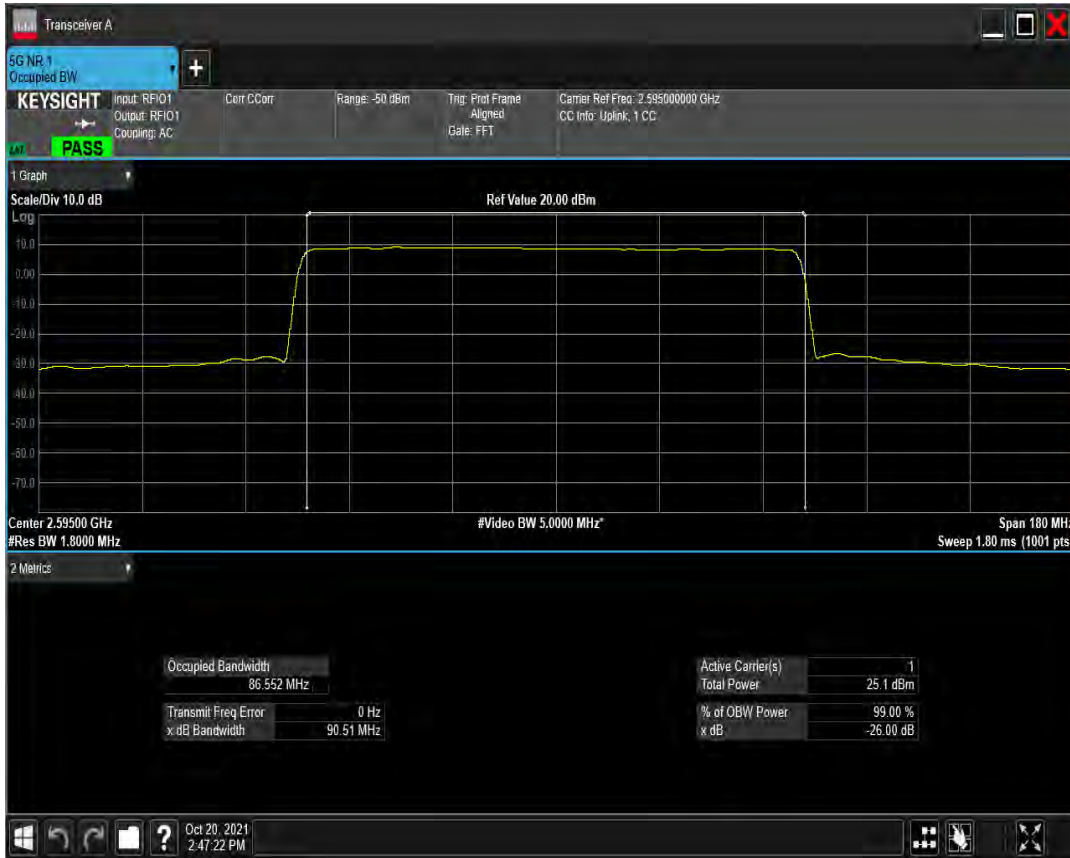 Transceiver A
5G NR 1
Occupied BW
+
KEYSIGHT
Input: RFIO1
Output: RFIO1
Coupling: AC
Corr CCorr
Range: -50 dBm
Trig: Prot Frame
Aligned
Gate: FFT
Carrier Ref Freq: 2.595000000 GHz
CC Info: Uplink, 1 CC
PASS
1 Graph
Scale/Div 10.0 dB
Ref Value 20.00 dBm
Log
10.0
0.00
-10.0
-20.0
-30.0
-40.0
-50.0
-60.0
-70.0
Center 2.59500 GHz
#Video BW 5.0000 MHz*
Span 180 MHz
#Res BW 1.8000 MHz
Sweep 1.80 ms (1001 pts
2 Metrics
Occupied Bandwidth
86.552 MHz
Transmit Freq Error 0 Hz
x dB Bandwidth 90.51 MHz
Active Carrier(s) 1
Total Power 25.1 dBm
% of OBW Power 99.00 %
x dB -26.00 dB
?
Oct 20, 2021
2:47:22 PM